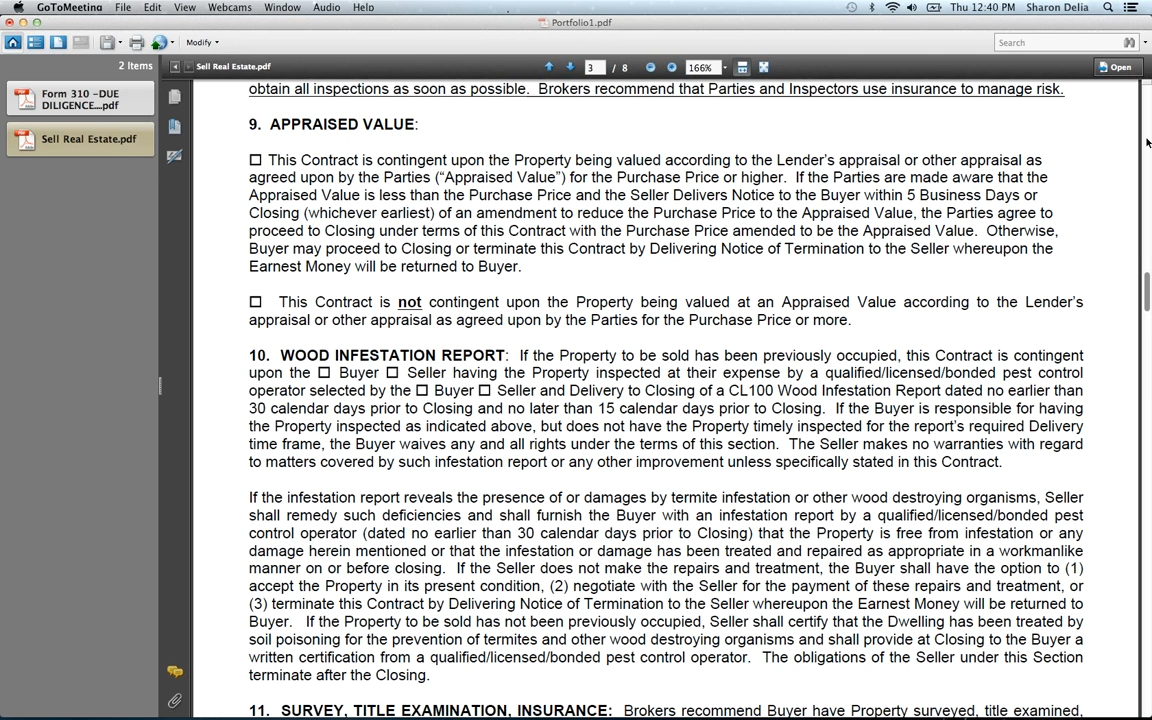 GoToMeeting File Edit View Webcams Window Audio Help Thu 12:40 PM Sharon Delia
Portfolio1.pdf
Modify Search
2 Items Sell Real Estate.pdf 3 / 8 166% Open
Form 310 -DUE
DILIGENCE....pdf
Sell Real Estate.pdf
obtain all inspections as soon as possible. Brokers recommend that Parties and Inspectors use insurance to manage risk.
9. APPRAISED VALUE:
☐ This Contract is contingent upon the Property being valued according to the Lender's appraisal or other appraisal as
agreed upon by the Parties ("Appraised Value") for the Purchase Price or higher. If the Parties are made aware that the
Appraised Value is less than the Purchase Price and the Seller Delivers Notice to the Buyer within 5 Business Days or
Closing (whichever earliest) of an amendment to reduce the Purchase Price to the Appraised Value, the Parties agree to
proceed to Closing under terms of this Contract with the Purchase Price amended to be the Appraised Value. Otherwise,
Buyer may proceed to Closing or terminate this Contract by Delivering Notice of Termination to the Seller whereupon the
Earnest Money will be returned to Buyer.
☐ This Contract is not contingent upon the Property being valued at an Appraised Value according to the Lender's
appraisal or other appraisal as agreed upon by the Parties for the Purchase Price or more.
10. WOOD INFESTATION REPORT: If the Property to be sold has been previously occupied, this Contract is contingent
upon the ☐ Buyer ☐ Seller having the Property inspected at their expense by a qualified/licensed/bonded pest control
operator selected by the ☐ Buyer ☐ Seller and Delivery to Closing of a CL100 Wood Infestation Report dated no earlier than
30 calendar days prior to Closing and no later than 15 calendar days prior to Closing. If the Buyer is responsible for having
the Property inspected as indicated above, but does not have the Property timely inspected for the report's required Delivery
time frame, the Buyer waives any and all rights under the terms of this section. The Seller makes no warranties with regard
to matters covered by such infestation report or any other improvement unless specifically stated in this Contract.
If the infestation report reveals the presence of or damages by termite infestation or other wood destroying organisms, Seller
shall remedy such deficiencies and shall furnish the Buyer with an infestation report by a qualified/licensed/bonded pest
control operator (dated no earlier than 30 calendar days prior to Closing) that the Property is free from infestation or any
damage herein mentioned or that the infestation or damage has been treated and repaired as appropriate in a workmanlike
manner on or before closing. If the Seller does not make the repairs and treatment, the Buyer shall have the option to (1)
accept the Property in its present condition, (2) negotiate with the Seller for the payment of these repairs and treatment, or
(3) terminate this Contract by Delivering Notice of Termination to the Seller whereupon the Earnest Money will be returned to
Buyer. If the Property to be sold has not been previously occupied, Seller shall certify that the Dwelling has been treated by
soil poisoning for the prevention of termites and other wood destroying organisms and shall provide at Closing to the Buyer a
written certification from a qualified/licensed/bonded pest control operator. The obligations of the Seller under this Section
terminate after the Closing.
11. SURVEY, TITLE EXAMINATION, INSURANCE: Brokers recommend Buyer have Property surveyed, title examined,